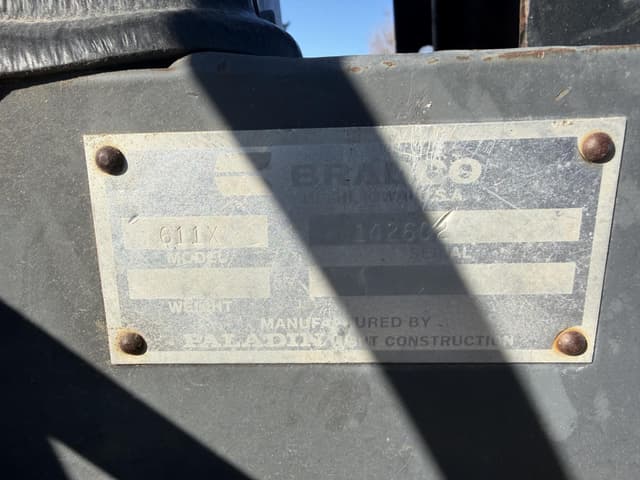 BRADCO
611X
MODEL
SERIAL
WEIGHT
MANUFACTURED BY
PALADIN LIGHT CONSTRUCTION